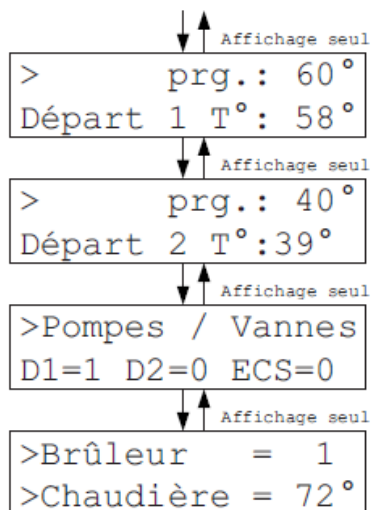 Affichage seul
> prg.: 60°
Départ 1 T°: 58°
Affichage seul
> prg.: 40°
Départ 2 T°:39°
Affichage seul
>Pompes / Vannes
D1=1 D2=0 ECS=0
Affichage seul
>Brûleur = 1
>Chaudière = 72°